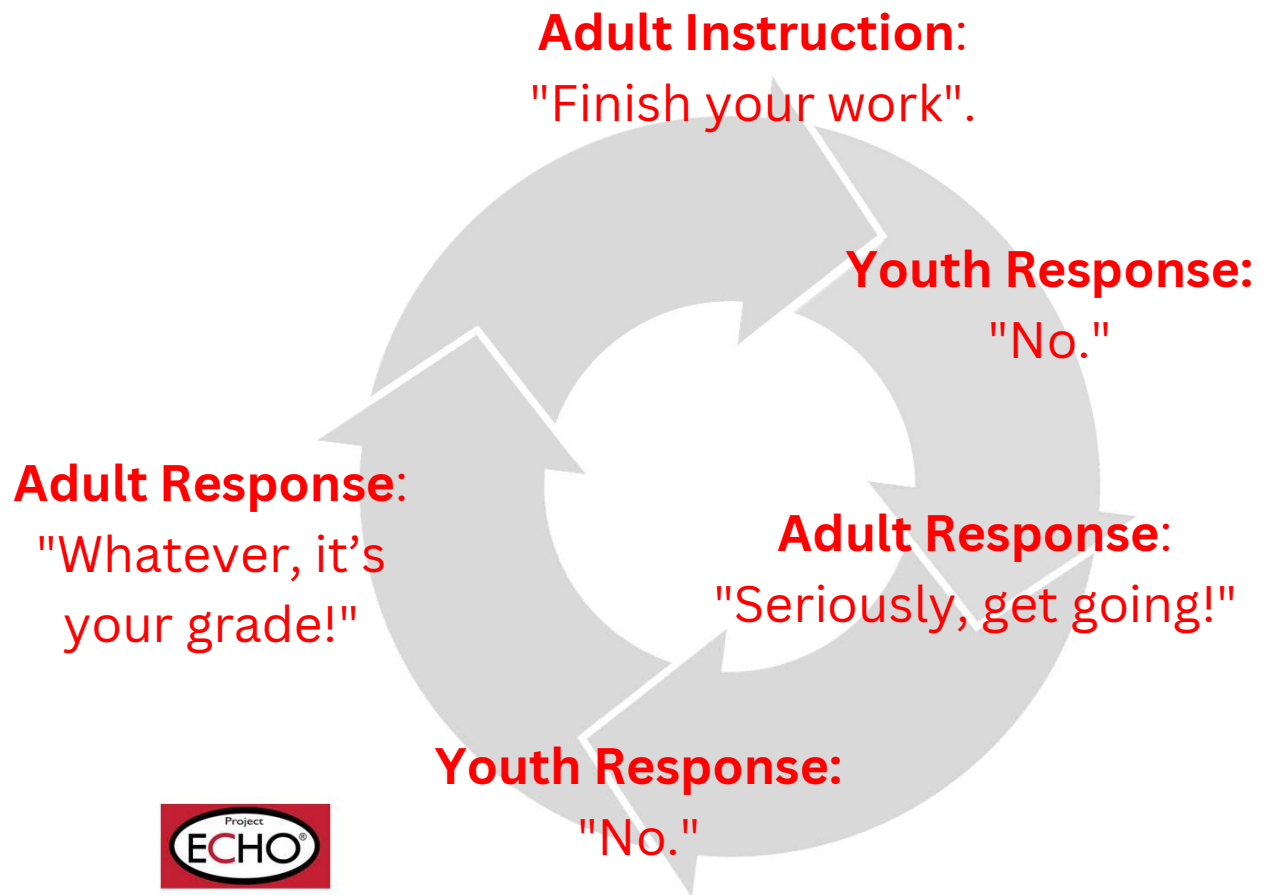 Adult Instruction:
"Finish your work".
Youth Response:
"No."
Adult Response:
"Seriously, get going!"
Youth Response:
"No."
Adult Response:
"Whatever, it’s
your grade!"
Project
ECHO®